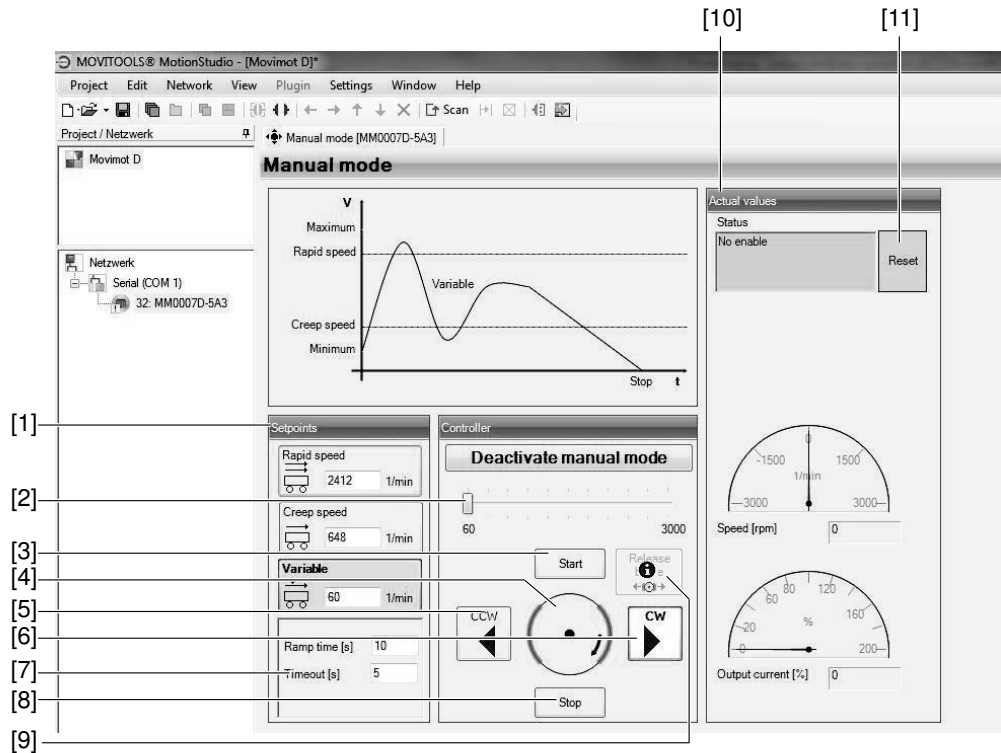 [10] [11]
MOVITOOLS® MotionStudio - [Movimot D]*
Project Edit Network View Plugin Settings Window Help
Scan
Project / Netzwerk
Manual mode [MM0007D-5A3]
Movimot D
Manual mode
V
Maximum
Rapid speed
Variable
Creep speed
Minimum
Stop t
Actual values
Status
No enable
Reset
Netzwerk
Serial (COM 1)
32: MM0007D-5A3
[1]
Setpoints
Rapid speed
2412 1/min
Creep speed
648 1/min
Variable
60 1/min
Ramp time [s] 10
Timeout [s] 5
Controller
Deactivate manual mode
[2]
60 3000
[3]
Start
Release
[4]
[5]
CCW
CW
[6]
[7]
[8]
Stop
[9]
0
-1500 1500
1/min
-3000 3000
Speed [rpm] 0
80 120
60 160
%
20
0 200
Output current [%] 0